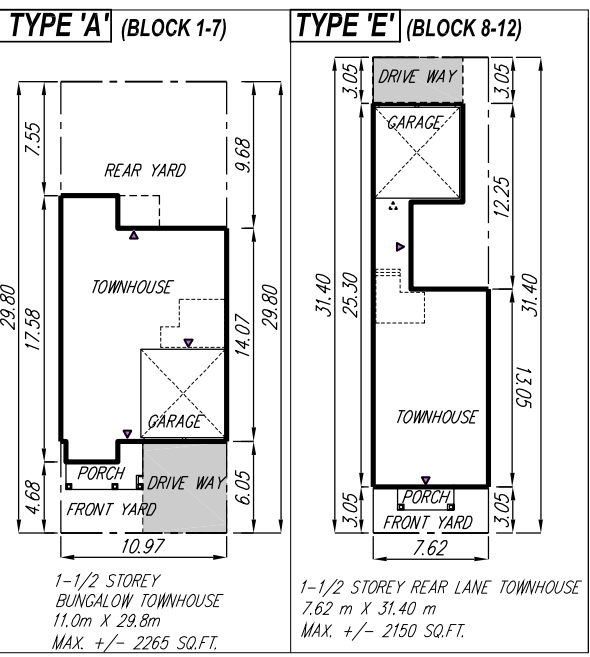 TYPE 'A' (BLOCK 1-7)
7.55
9.68
REAR YARD
29.80
17.58
TOWNHOUSE
14.07
29.80
GARAGE
4.68
PORCH
DRIVE WAY
6.05
FRONT YARD
10.97
1-1/2 STOREY
BUNGALOW TOWNHOUSE
11.0m X 29.8m
MAX. +/- 2265 SQ.FT.
TYPE 'E' (BLOCK 8-12)
3.05
DRIVE WAY
3.05
GARAGE
12.25
31.40
25.30
31.40
13.05
TOWNHOUSE
3.05
PORCH
3.05
FRONT YARD
7.62
1-1/2 STOREY REAR LANE TOWNHOUSE
7.62 m X 31.40 m
MAX. +/- 2150 SQ.FT.